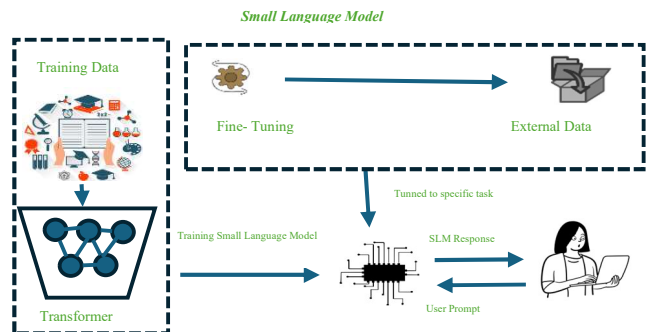 Small Language Model
Training Data
Fine- Tuning
External Data
Tunned to specific task
Training Small Language Model
SLM Response
User Prompt
Transformer